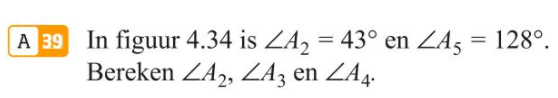 A 39 In figuur 4.34 is ∠A₂ = 43° en ∠A₅ = 128°.
Bereken ∠A₂, ∠A₃ en ∠A₄.